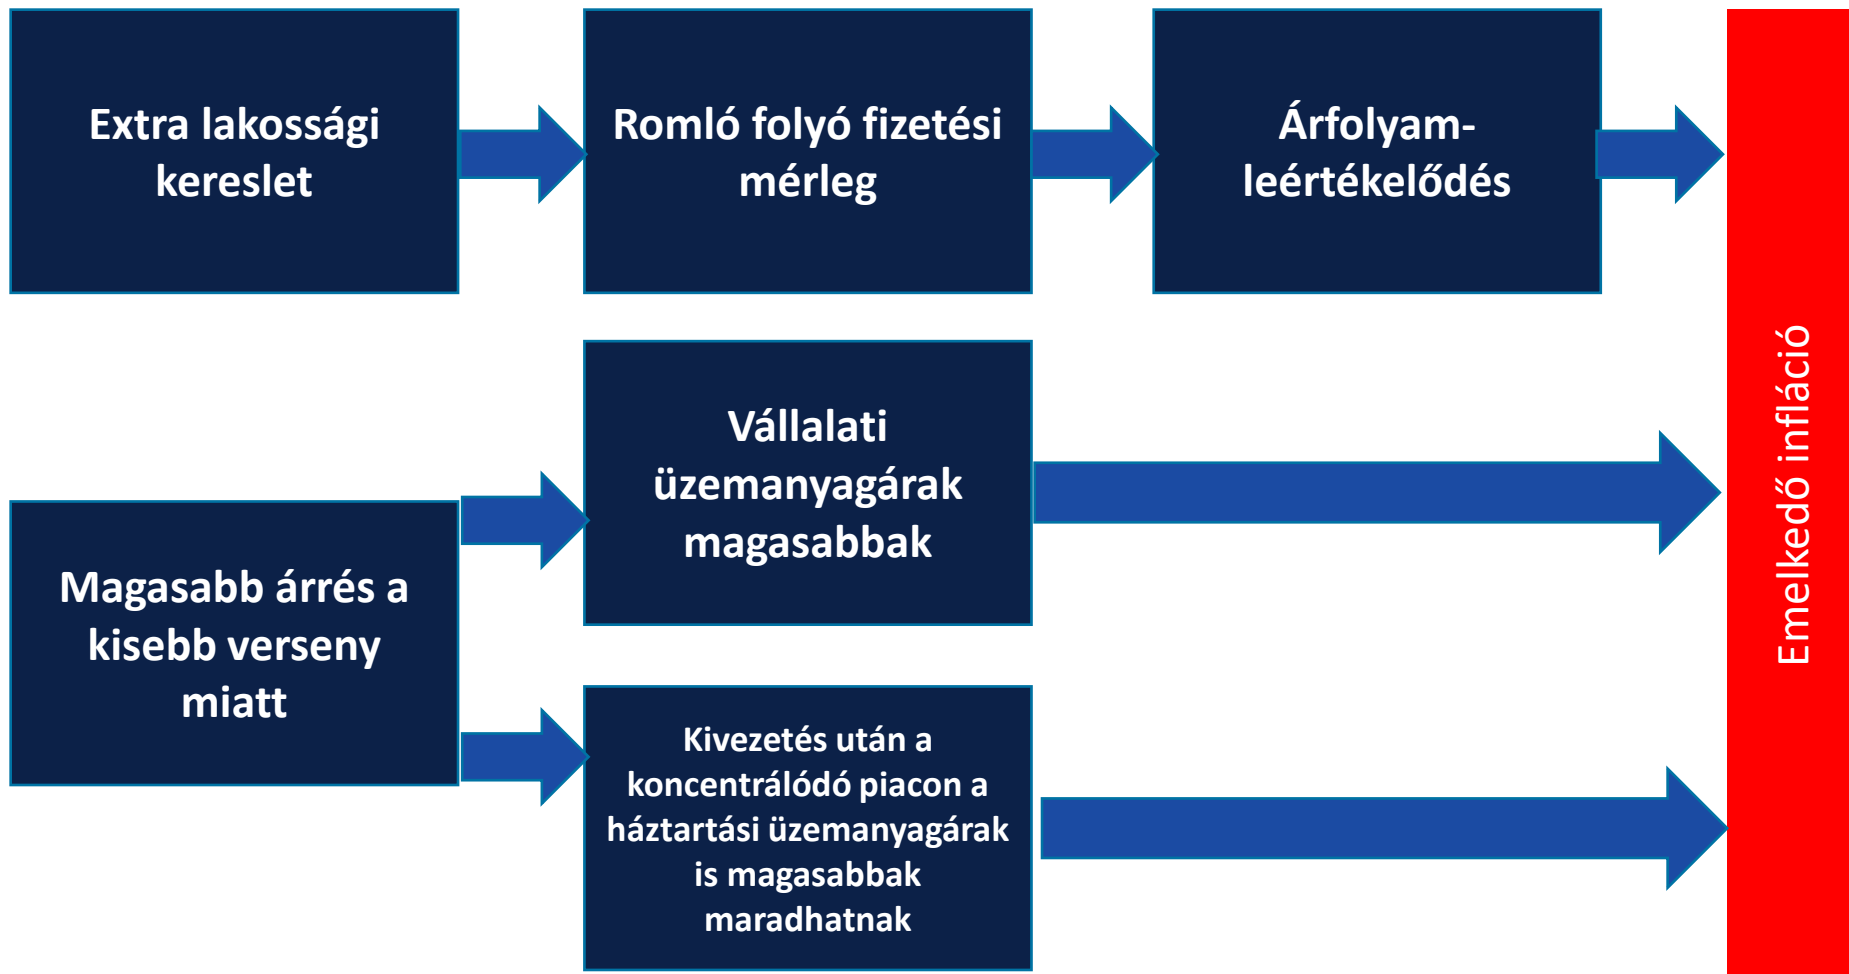 Extra lakossági
kereslet
Romló folyó fizetési
mérleg
Árfolyam-
leértékelődés
Vállalati
üzemanyagárak
magasabbak
Magasabb árrés a
kisebb verseny
miatt
Kivezetés után a
koncentrálódó piacon a
háztartási üzemanyagárak
is magasabbak
maradhatnak
Emelkedő infláció